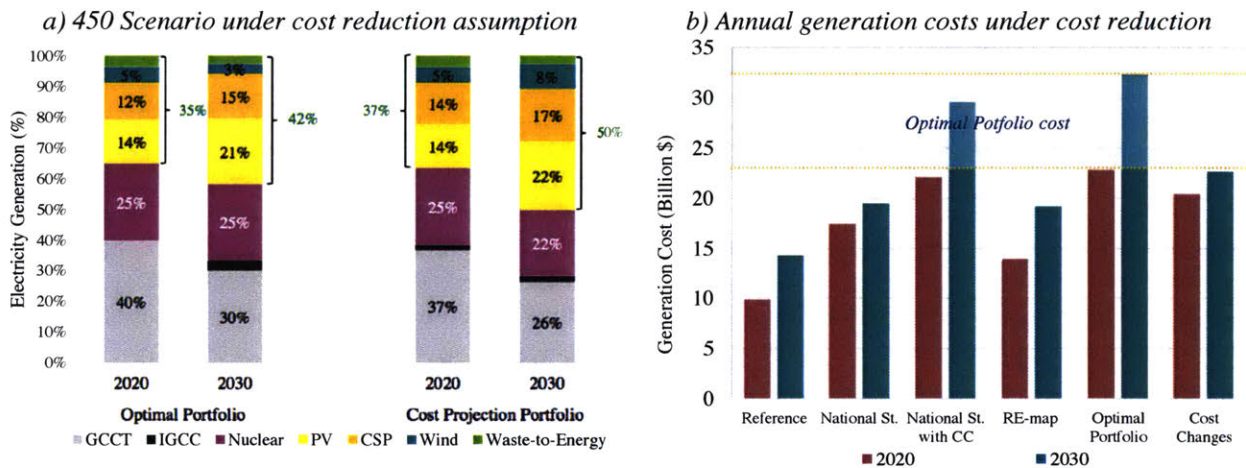 a) 450 Scenario under cost reduction assumption
Electricity Generation (%)
100%
90%
80%
70%
60%
50%
40%
30%
20%
10%
0%
5%
12%
14%
25%
40%
35%
3%
15%
21%
25%
30%
42%
37%
5%
14%
14%
25%
37%
8%
17%
22%
22%
26%
50%
2020
2030
2020
2030
Optimal Portfolio
Cost Projection Portfolio
GCCT
IGCC
Nuclear
PV
CSP
Wind
Waste-to-Energy
b) Annual generation costs under cost reduction
Generation Cost (Billion $)
35
30
25
20
15
10
5
0
Optimal Potfolio cost
Reference
National St.
National St.
with CC
RE-map
Optimal
Portfolio
Cost
Changes
2020
2030